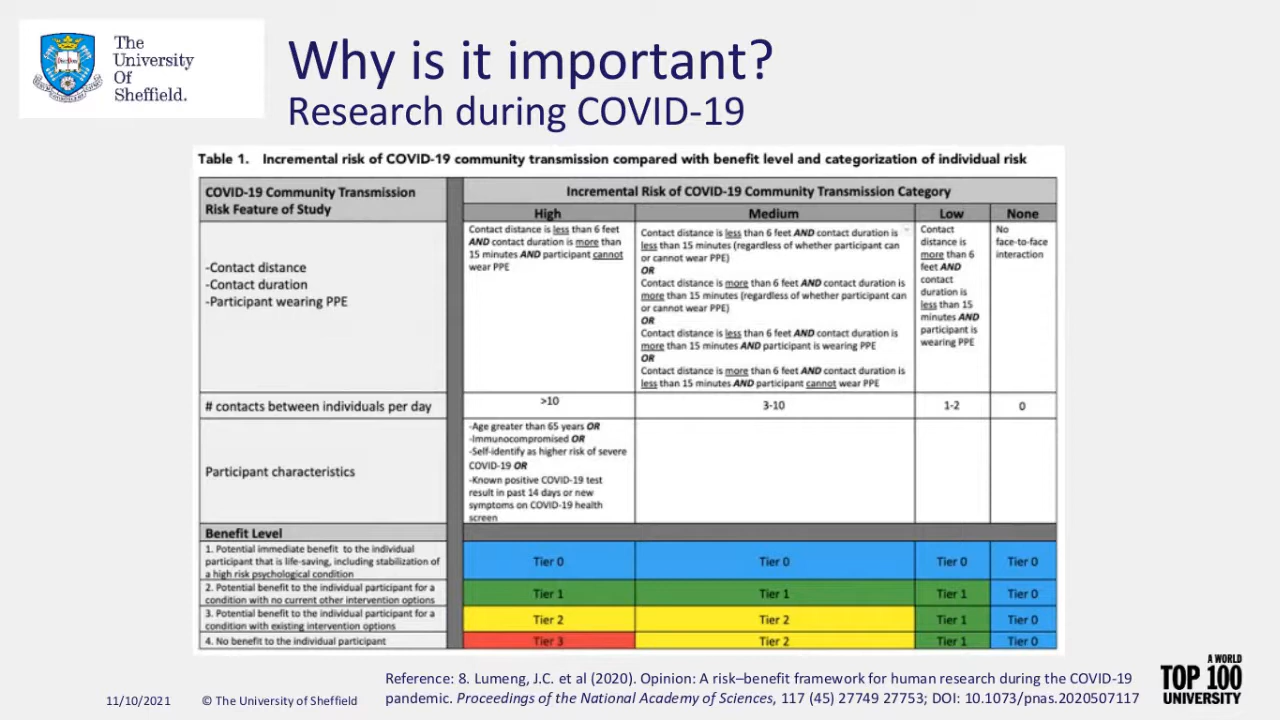 The
University
Of
Sheffield.
Why is it important?
Research during COVID-19
Table 1. Incremental risk of COVID-19 community transmission compared with benefit level and categorization of individual risk
COVID-19 Community Transmission
Risk Feature of Study
Incremental Risk of COVID-19 Community Transmission Category
High
Medium
Low
None
-Contact distance
-Contact duration
-Participant wearing PPE
Contact distance is less than 6 feet
AND contact duration is more than
15 minutes AND participant cannot
wear PPE
Contact distance is less than 6 feet AND contact duration is
less than 15 minutes (regardless of whether participant can
or cannot wear PPE)
OR
Contact distance is more than 6 feet AND contact duration is
more than 15 minutes (regardless of whether participant can
or cannot wear PPE)
OR
Contact distance is less than 6 feet AND contact duration is
more than 15 minutes AND participant is wearing PPE
OR
Contact distance is more than 6 feet AND contact duration is
less than 15 minutes AND participant cannot wear PPE
Contact
distance is
more than 6
feet AND
contact
duration is
less than 15
minutes AND
participant is
wearing PPE
No
face-to-face
interaction
# contacts between individuals per day
>10
3-10
1-2
0
Participant characteristics
-Age greater than 65 years OR
-Immunocompromised OR
-Self-identify as higher risk of severe
COVID-19 OR
-Known positive COVID-19 test
result in past 14 days or new
symptoms on COVID-19 health
screen
Benefit Level
1. Potential immediate benefit to the individual
participant that is life-saving, including stabilization of
a high risk psychological condition
Tier 0
Tier 0
Tier 0
Tier 0
2. Potential benefit to the individual participant for a
condition with no current other intervention options
Tier 1
Tier 1
Tier 1
Tier 0
3. Potential benefit to the individual participant for a
condition with existing intervention options
Tier 2
Tier 2
Tier 1
Tier 0
4. No benefit to the individual participant
Tier 3
Tier 2
Tier 1
Tier 0
Reference: 8. Lumeng, J.C. et al (2020). Opinion: A risk–benefit framework for human research during the COVID-19
pandemic. Proceedings of the National Academy of Sciences, 117 (45) 27749 27753; DOI: 10.1073/pnas.2020507117
11/10/2021
© The University of Sheffield
A WORLD
TOP 100
UNIVERSITY